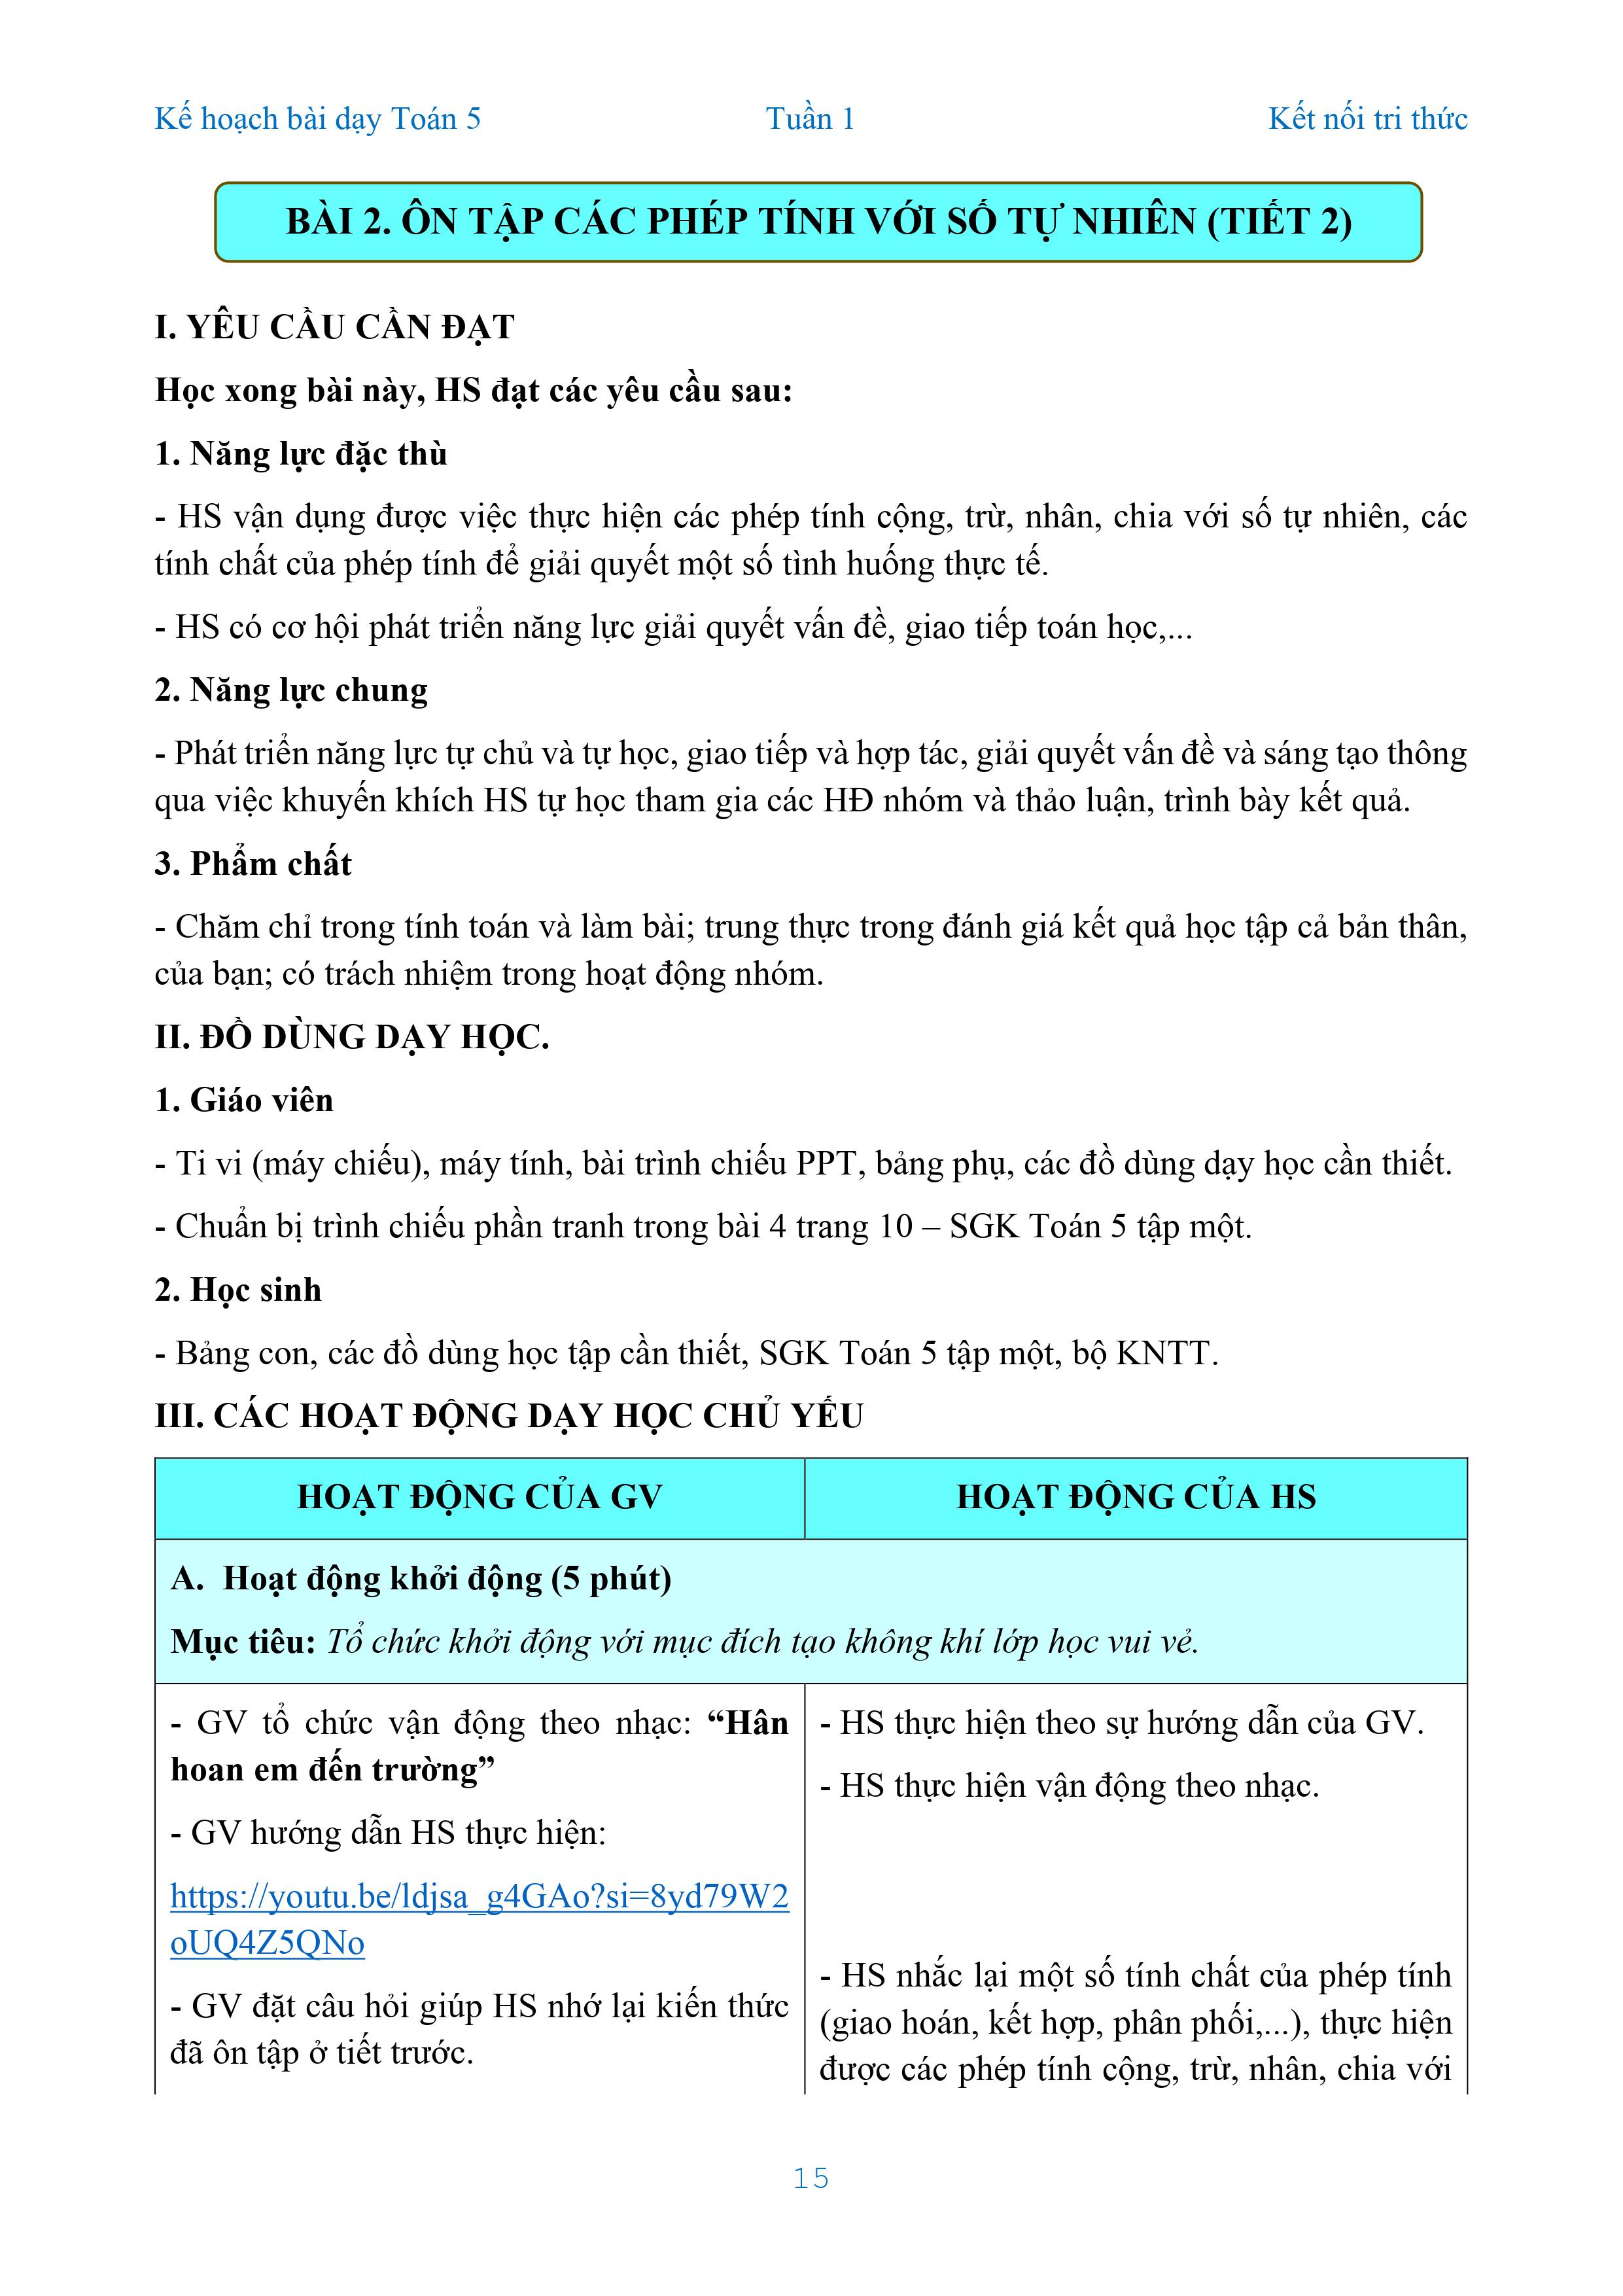 Kế hoạch bài dạy Toán 5 Tuần 1 Kết nối tri thức
BÀI 2. ÔN TẬP CÁC PHÉP TÍNH VỚI SỐ TỰ NHIÊN (TIẾT 2)
I. YÊU CẦU CẦN ĐẠT
Học xong bài này, HS đạt các yêu cầu sau:
1. Năng lực đặc thù
- HS vận dụng được việc thực hiện các phép tính cộng, trừ, nhân, chia với số tự nhiên, các
tính chất của phép tính để giải quyết một số tình huống thực tế.
- HS có cơ hội phát triển năng lực giải quyết vấn đề, giao tiếp toán học,...
2. Năng lực chung
- Phát triển năng lực tự chủ và tự học, giao tiếp và hợp tác, giải quyết vấn đề và sáng tạo thông
qua việc khuyến khích HS tự học tham gia các HĐ nhóm và thảo luận, trình bày kết quả.
3. Phẩm chất
- Chăm chỉ trong tính toán và làm bài; trung thực trong đánh giá kết quả học tập cả bản thân,
của bạn; có trách nhiệm trong hoạt động nhóm.
II. ĐỒ DÙNG DẠY HỌC.
1. Giáo viên
- Ti vi (máy chiếu), máy tính, bài trình chiếu PPT, bảng phụ, các đồ dùng dạy học cần thiết.
- Chuẩn bị trình chiếu phần tranh trong bài 4 trang 10 – SGK Toán 5 tập một.
2. Học sinh
- Bảng con, các đồ dùng học tập cần thiết, SGK Toán 5 tập một, bộ KNTT.
III. CÁC HOẠT ĐỘNG DẠY HỌC CHỦ YẾU
HOẠT ĐỘNG CỦA GV
HOẠT ĐỘNG CỦA HS
A. Hoạt động khởi động (5 phút)
Mục tiêu: Tổ chức khởi động với mục đích tạo không khí lớp học vui vẻ.
- GV tổ chức vận động theo nhạc: “Hân
hoan em đến trường”
- GV hướng dẫn HS thực hiện:
https://youtu.be/ldjsa_g4GAo?si=8yd79W2
oUQ4Z5QNo
- GV đặt câu hỏi giúp HS nhớ lại kiến thức
đã ôn tập ở tiết trước.
- HS thực hiện theo sự hướng dẫn của GV.
- HS thực hiện vận động theo nhạc.
- HS nhắc lại một số tính chất của phép tính
(giao hoán, kết hợp, phân phối,...), thực hiện
được các phép tính cộng, trừ, nhân, chia với
15